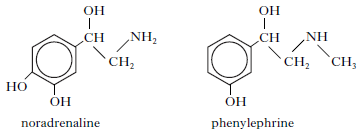 OH
OH
CH
NH₂
CH
NH
CH₂
CH₂
CH₃
HO
OH
OH
noradrenaline
phenylephrine